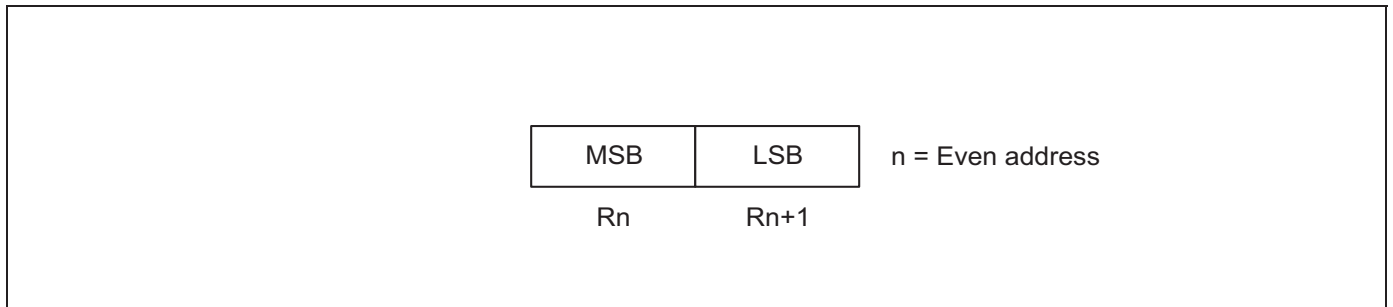 MSB LSB n = Even address
Rn Rn+1